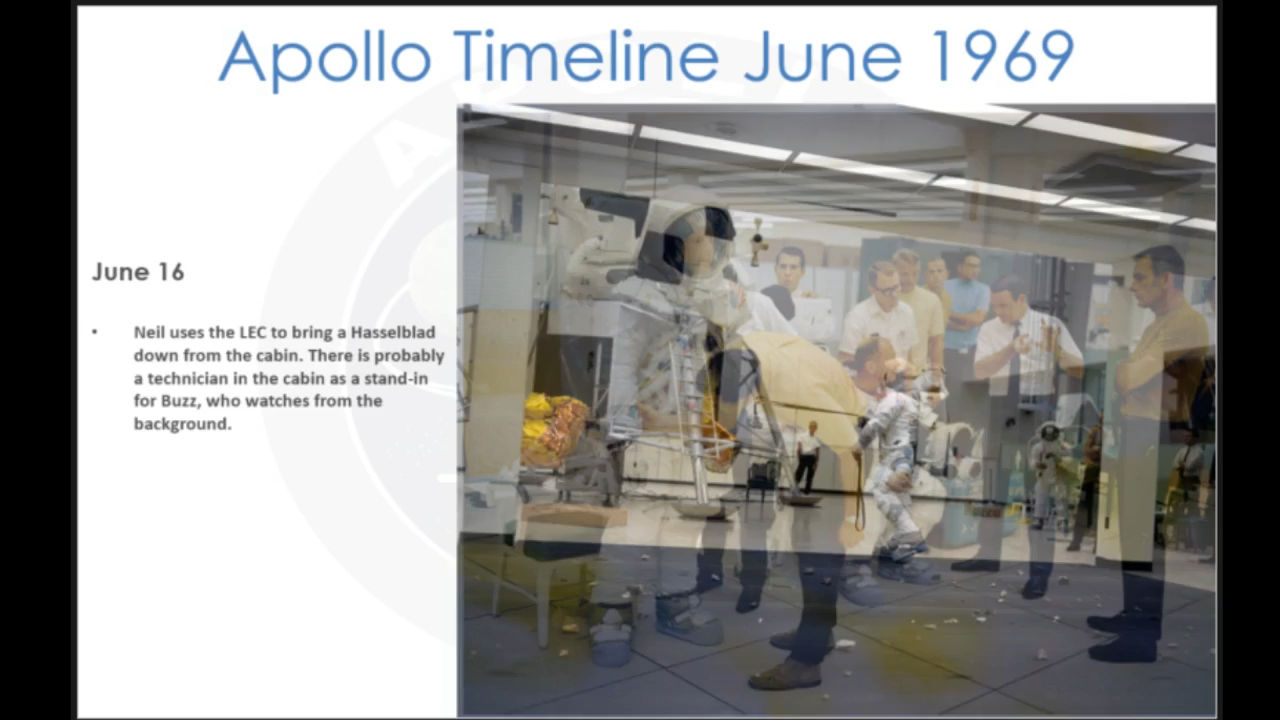 Apollo Timeline June 1969
June 16
• Neil uses the LEC to bring a Hasselblad
down from the cabin. There is probably
a technician in the cabin as a stand-in
for Buzz, who watches from the
background.